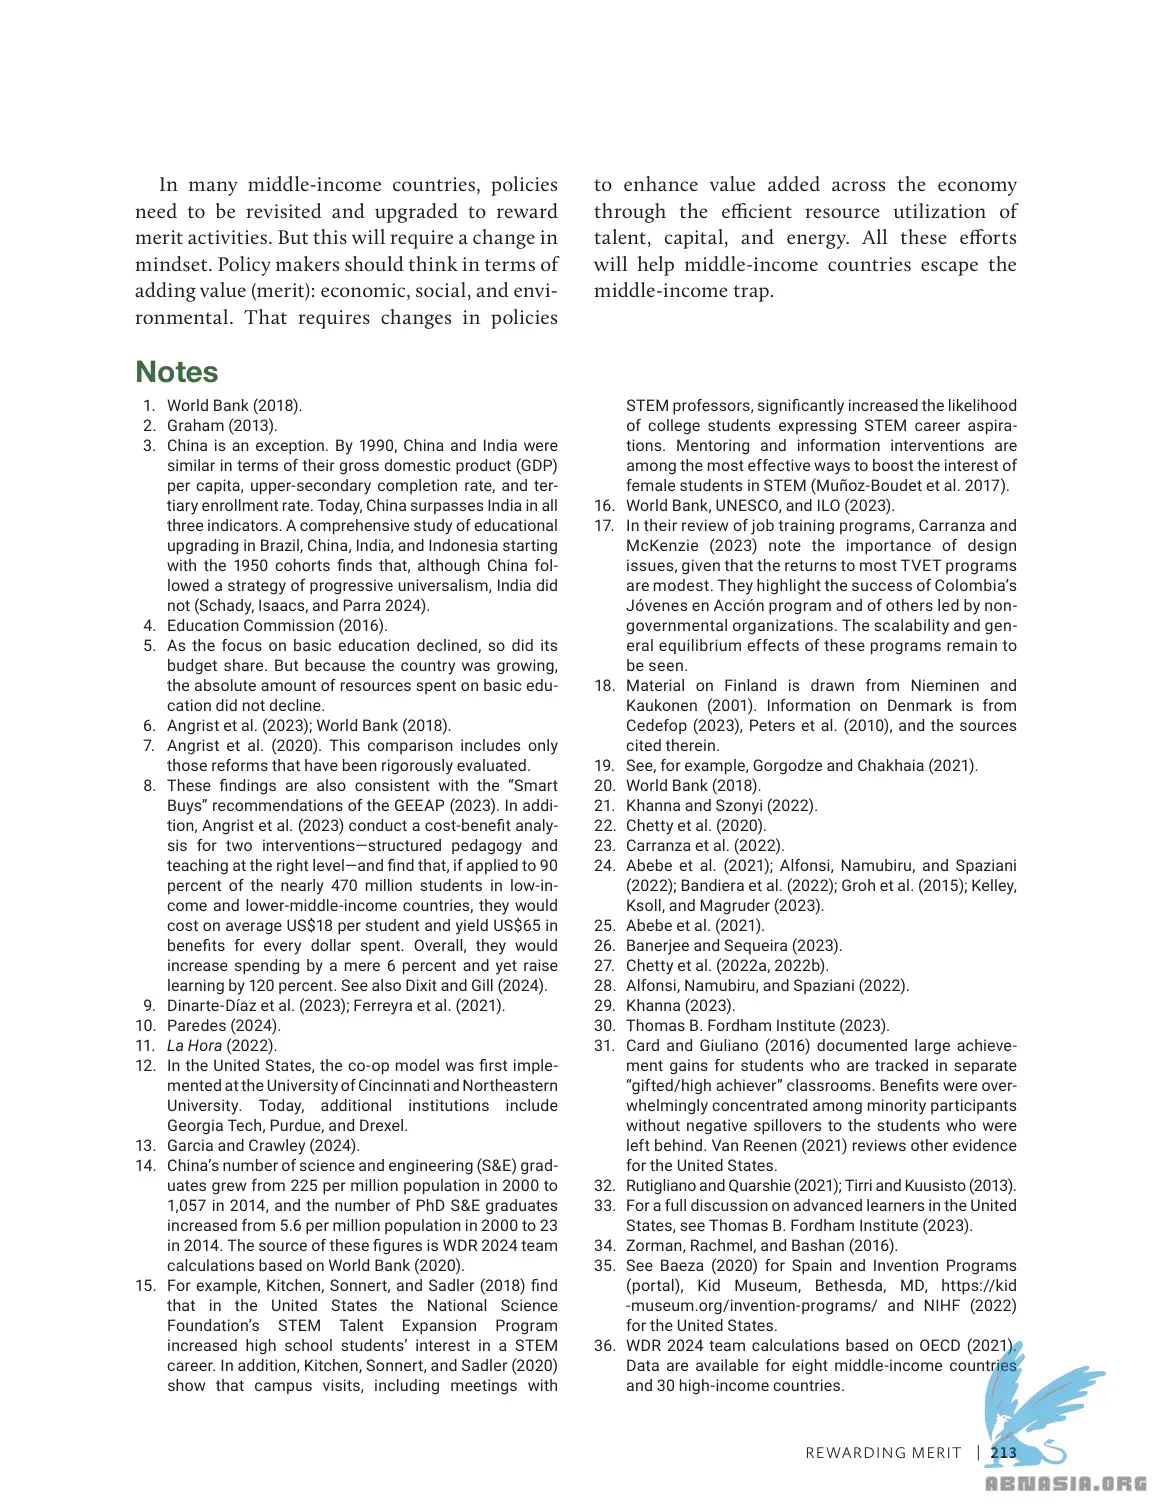 In many middle-income countries, policies
need to be revisited and upgraded to reward
merit activities. But this will require a change in
mindset. Policy makers should think in terms of
adding value (merit): economic, social, and envi-
ronmental. That requires changes in policies
to enhance value added across the economy
through the efficient resource utilization of
talent, capital, and energy. All these efforts
will help middle-income countries escape the
middle-income trap.
Notes
1. World Bank (2018).
2. Graham (2013).
3. China is an exception. By 1990, China and India were
similar in terms of their gross domestic product (GDP)
per capita, upper-secondary completion rate, and ter-
tiary enrollment rate. Today, China surpasses India in all
three indicators. A comprehensive study of educational
upgrading in Brazil, China, India, and Indonesia starting
with the 1950 cohorts finds that, although China fol-
lowed a strategy of progressive universalism, India did
not (Schady, Isaacs, and Parra 2024).
4. Education Commission (2016).
5. As the focus on basic education declined, so did its
budget share. But because the country was growing,
the absolute amount of resources spent on basic edu-
cation did not decline.
6. Angrist et al. (2023); World Bank (2018).
7. Angrist et al. (2020). This comparison includes only
those reforms that have been rigorously evaluated.
8. These findings are also consistent with the “Smart
Buys” recommendations of the GEEAP (2023). In addi-
tion, Angrist et al. (2023) conduct a cost-benefit analy-
sis for two interventions—structured pedagogy and
teaching at the right level—and find that, if applied to 90
percent of the nearly 470 million students in low-in-
come and lower-middle-income countries, they would
cost on average US$18 per student and yield US$65 in
benefits for every dollar spent. Overall, they would
increase spending by a mere 6 percent and yet raise
learning by 120 percent. See also Dixit and Gill (2024).
9. Dinarte-Díaz et al. (2023); Ferreyra et al. (2021).
10. Paredes (2024).
11. La Hora (2022).
12. In the United States, the co-op model was first imple-
mented at the University of Cincinnati and Northeastern
University. Today, additional institutions include
Georgia Tech, Purdue, and Drexel.
13. Garcia and Crawley (2024).
14. China’s number of science and engineering (S&E) grad-
uates grew from 225 per million population in 2000 to
1,057 in 2014, and the number of PhD S&E graduates
increased from 5.6 per million population in 2000 to 23
in 2014. The source of these figures is WDR 2024 team
calculations based on World Bank (2020).
15. For example, Kitchen, Sonnert, and Sadler (2018) find
that in the United States the National Science
Foundation’s STEM Talent Expansion Program
increased high school students’ interest in a STEM
career. In addition, Kitchen, Sonnert, and Sadler (2020)
show that campus visits, including meetings with
STEM professors, significantly increased the likelihood
of college students expressing STEM career aspira-
tions. Mentoring and information interventions are
among the most effective ways to boost the interest of
female students in STEM (Muñoz-Boudet et al. 2017).
16. World Bank, UNESCO, and ILO (2023).
17. In their review of job training programs, Carranza and
McKenzie (2023) note the importance of design
issues, given that the returns to most TVET programs
are modest. They highlight the success of Colombia’s
Jóvenes en Acción program and of others led by non-
governmental organizations. The scalability and gen-
eral equilibrium effects of these programs remain to
be seen.
18. Material on Finland is drawn from Nieminen and
Kaukonen (2001). Information on Denmark is from
Cedefop (2023), Peters et al. (2010), and the sources
cited therein.
19. See, for example, Gorgodze and Chakhaia (2021).
20. World Bank (2018).
21. Khanna and Szonyi (2022).
22. Chetty et al. (2020).
23. Carranza et al. (2022).
24. Abebe et al. (2021); Alfonsi, Namubiru, and Spaziani
(2022); Bandiera et al. (2022); Groh et al. (2015); Kelley,
Ksoll, and Magruder (2023).
25. Abebe et al. (2021).
26. Banerjee and Sequeira (2023).
27. Chetty et al. (2022a, 2022b).
28. Alfonsi, Namubiru, and Spaziani (2022).
29. Khanna (2023).
30. Thomas B. Fordham Institute (2023).
31. Card and Giuliano (2016) documented large achieve-
ment gains for students who are tracked in separate
“gifted/high achiever” classrooms. Benefits were over-
whelmingly concentrated among minority participants
without negative spillovers to the students who were
left behind. Van Reenen (2021) reviews other evidence
for the United States.
32. Rutigliano and Quarshie (2021); Tirri and Kuusisto (2013).
33. For a full discussion on advanced learners in the United
States, see Thomas B. Fordham Institute (2023).
34. Zorman, Rachmel, and Bashan (2016).
35. See Baeza (2020) for Spain and Invention Programs
(portal), Kid Museum, Bethesda, MD, https://kid
-museum.org/invention-programs/ and NIHF (2022)
for the United States.
36. WDR 2024 team calculations based on OECD (2021).
Data are available for eight middle-income countries
and 30 high-income countries.
REWARDING MERIT | 213
ABNASIA.ORG